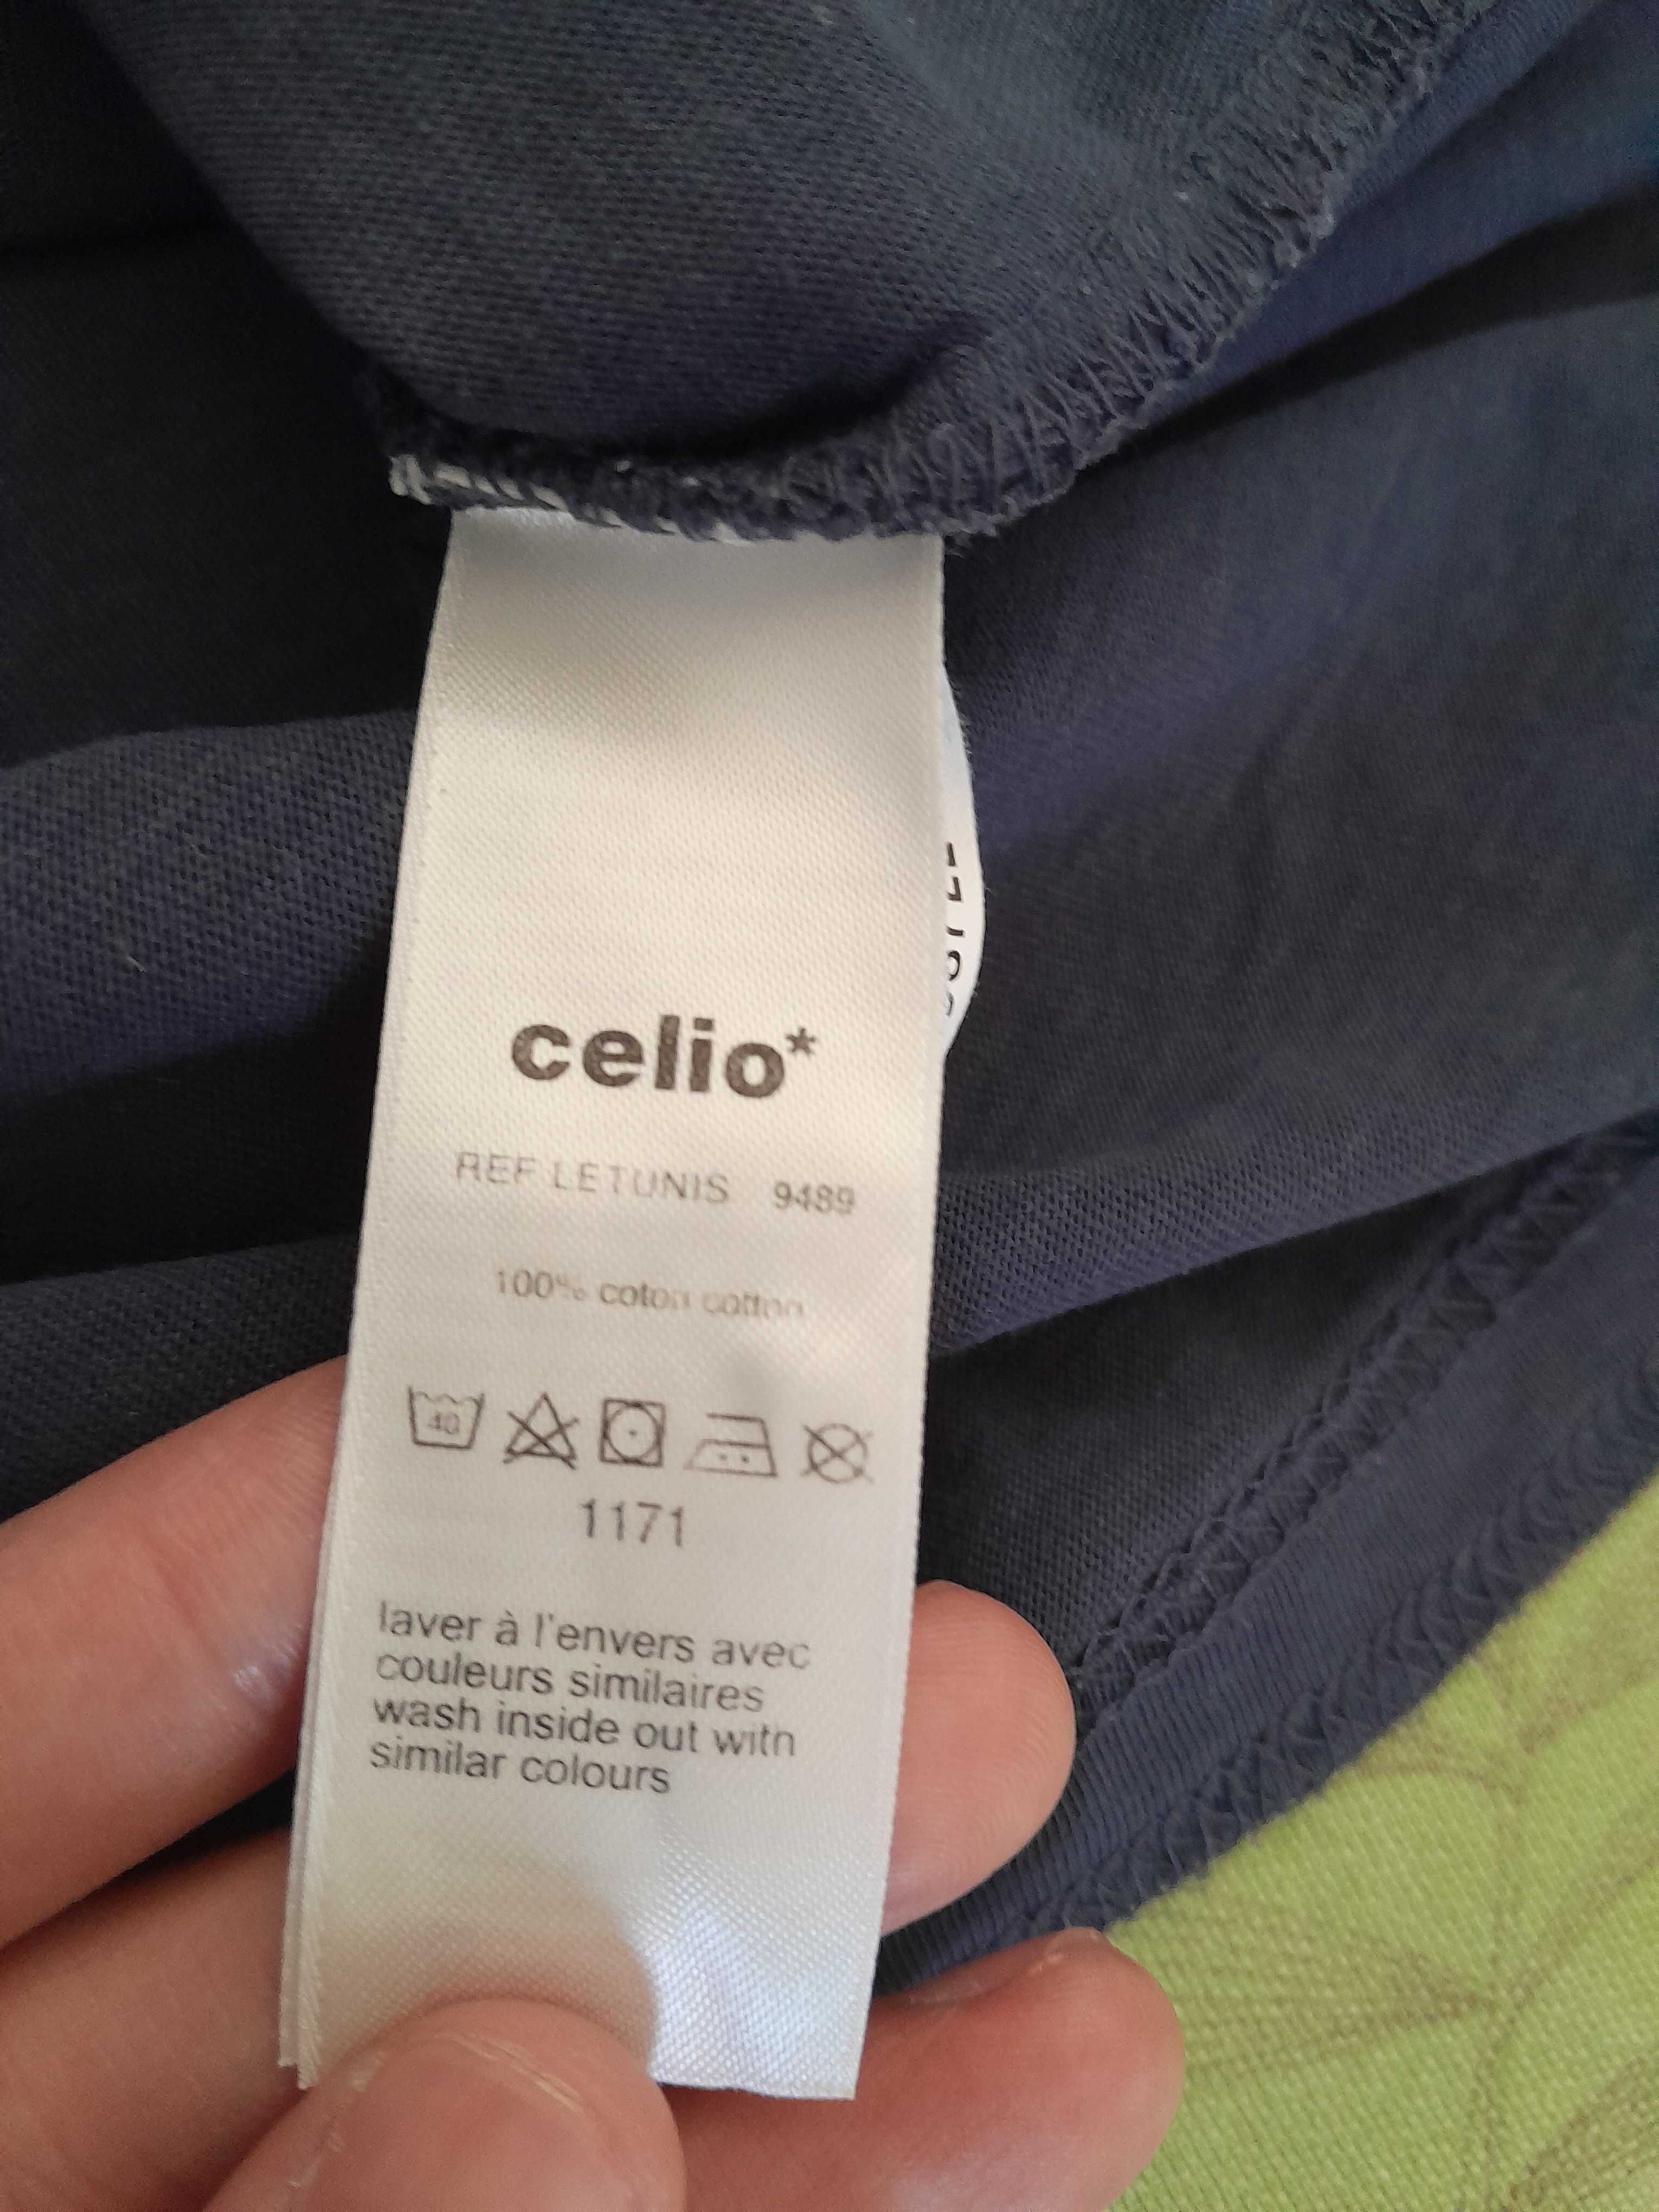 celio*
REF LETUNIS 9489
100% coton cotton
40
1171
laver à l'envers avec
couleurs similaires
wash inside out with
similar colours